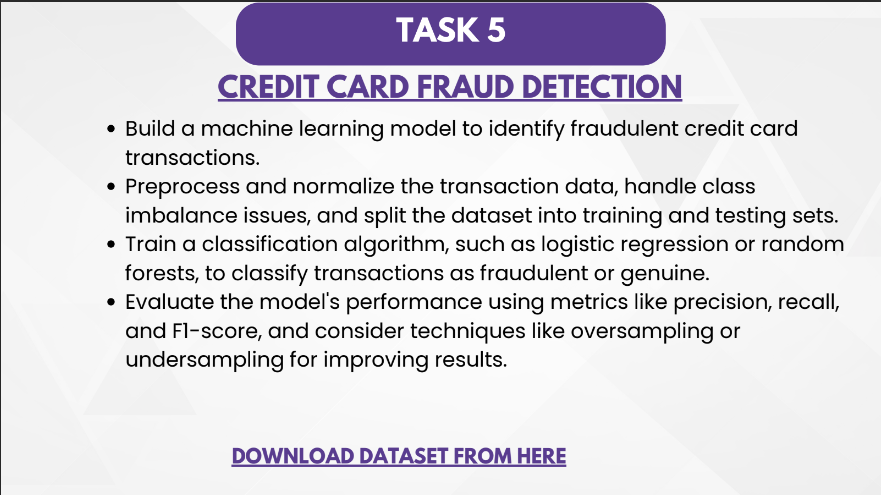 TASK 5
CREDIT CARD FRAUD DETECTION
• Build a machine learning model to identify fraudulent credit card
transactions.
• Preprocess and normalize the transaction data, handle class
imbalance issues, and split the dataset into training and testing sets.
• Train a classification algorithm, such as logistic regression or random
forests, to classify transactions as fraudulent or genuine.
• Evaluate the model's performance using metrics like precision, recall,
and F1-score, and consider techniques like oversampling or
undersampling for improving results.
DOWNLOAD DATASET FROM HERE